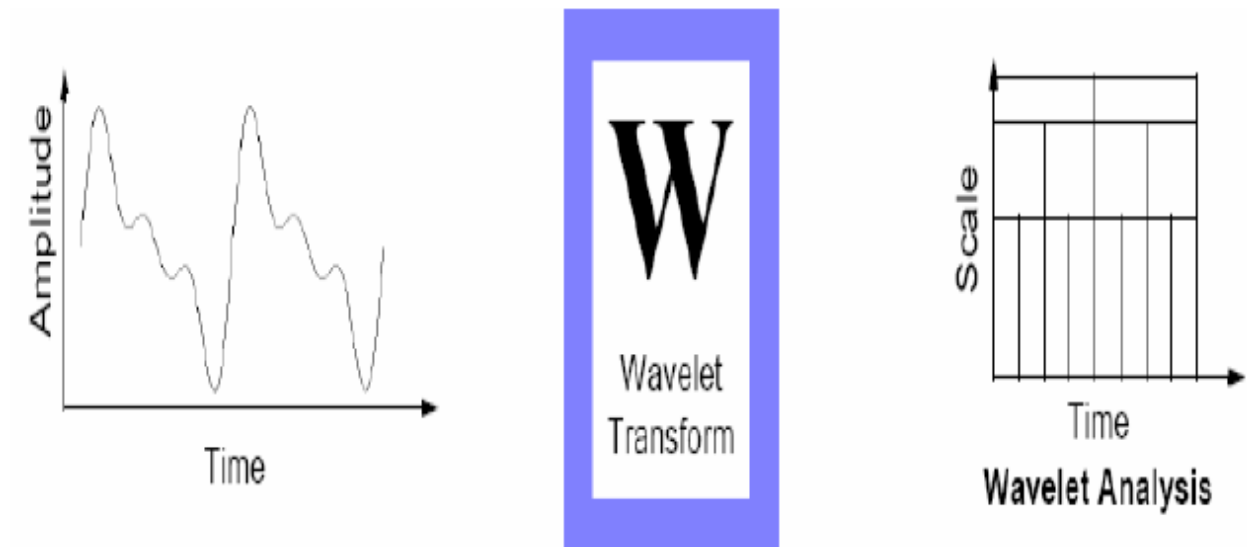 Amplitude
Time
W
Wavelet
Transform
Scale
Time
Wavelet Analysis